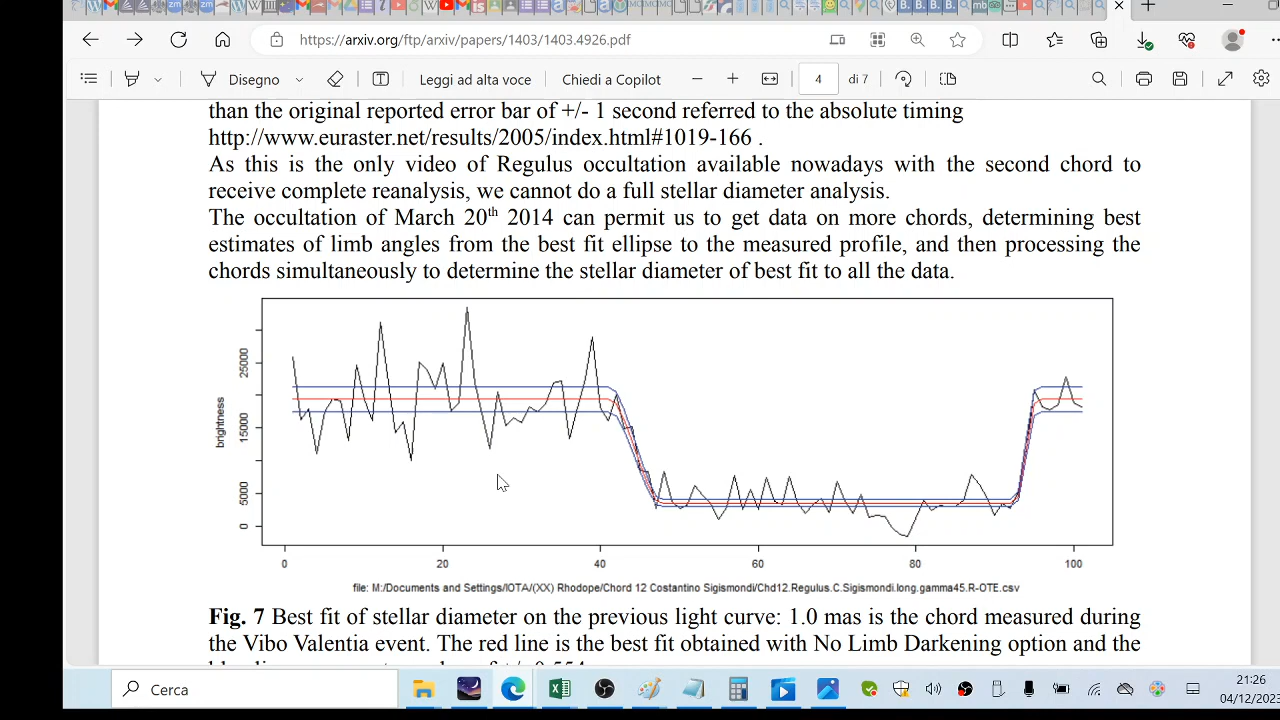 https://arxiv.org/ftp/arxiv/papers/1403/1403.4926.pdf
Disegno
Leggi ad alta voce
Chiedi a Copilot
4
di 7
than the original reported error bar of +/- 1 second referred to the absolute timing
http://www.euraster.net/results/2005/index.html#1019-166 .
As this is the only video of Regulus occultation available nowadays with the second chord to
receive complete reanalysis, we cannot do a full stellar diameter analysis.
The occultation of March 20th 2014 can permit us to get data on more chords, determining best
estimates of limb angles from the best fit ellipse to the measured profile, and then processing the
chords simultaneously to determine the stellar diameter of best fit to all the data.
brightness
25000
15000
5000
0
0 20 40 60 80 100
file: M:/Documents and Settings/IOTA/(XX) Rhodope/Chord 12 Costantino Sigismondi/Chd12.Regulus.C.Sigismondi.long.gamma45.R-OTE.csv
Fig. 7 Best fit of stellar diameter on the previous light curve: 1.0 mas is the chord measured during
the Vibo Valentia event. The red line is the best fit obtained with No Limb Darkening option and the
Cerca
21:26
04/12/2023